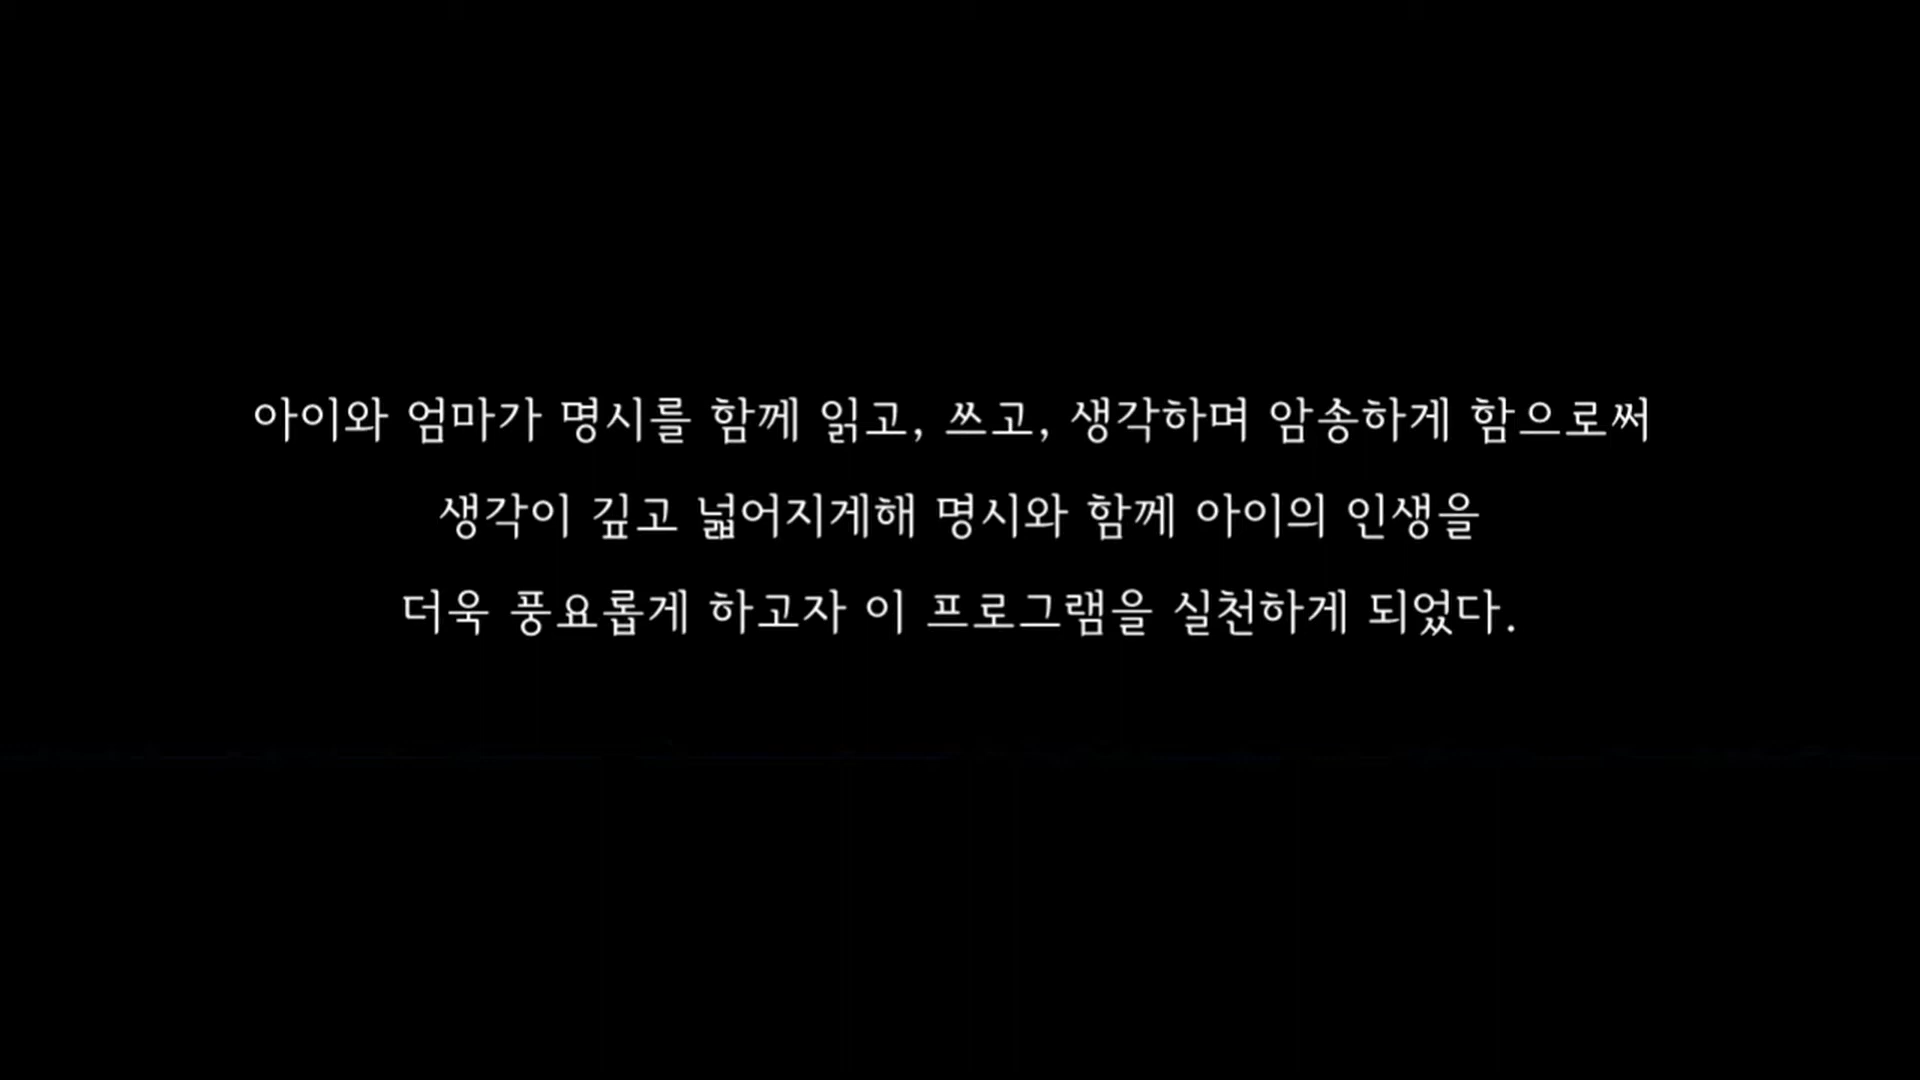 아이와 엄마가 명시를 함께 읽고, 쓰고, 생각하며 암송하게 함으로써
생각이 깊고 넓어지게해 명시와 함께 아이의 인생을
더욱 풍요롭게 하고자 이 프로그램을 실천하게 되었다.